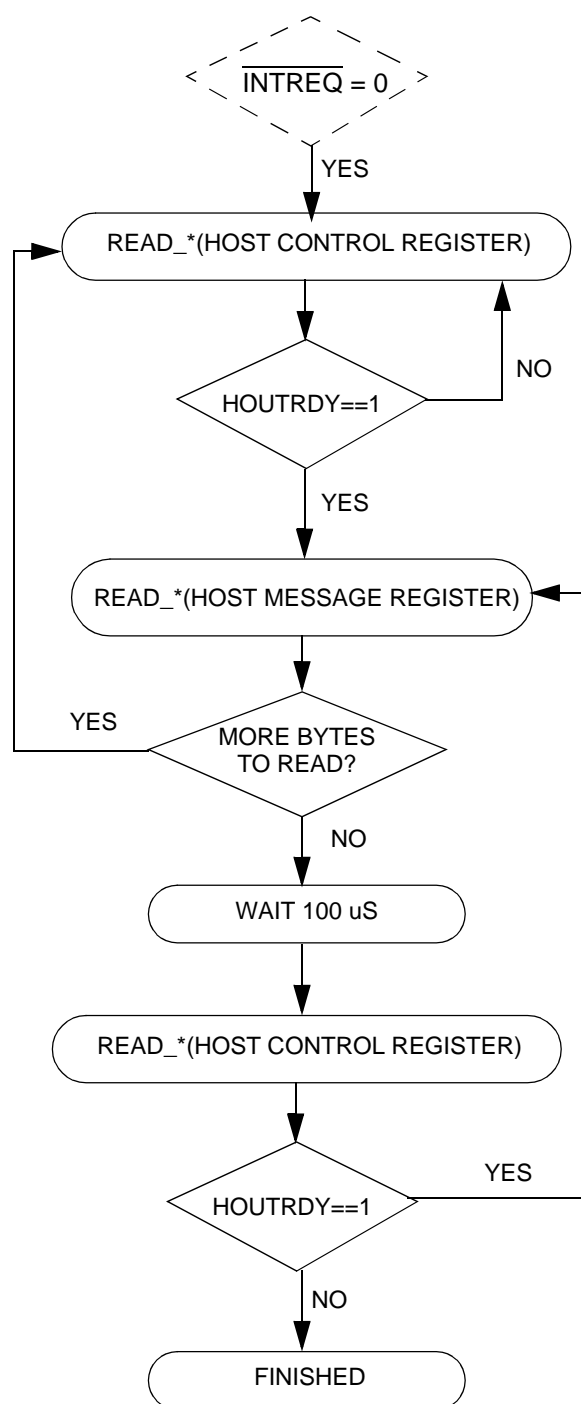 I̅N̅T̅R̅E̅Q̅ = 0
YES
READ_*(HOST CONTROL REGISTER)
NO
HOUTRDY==1
YES
READ_*(HOST MESSAGE REGISTER)
YES
MORE BYTES
TO READ?
NO
WAIT 100 uS
READ_*(HOST CONTROL REGISTER)
YES
HOUTRDY==1
NO
FINISHED